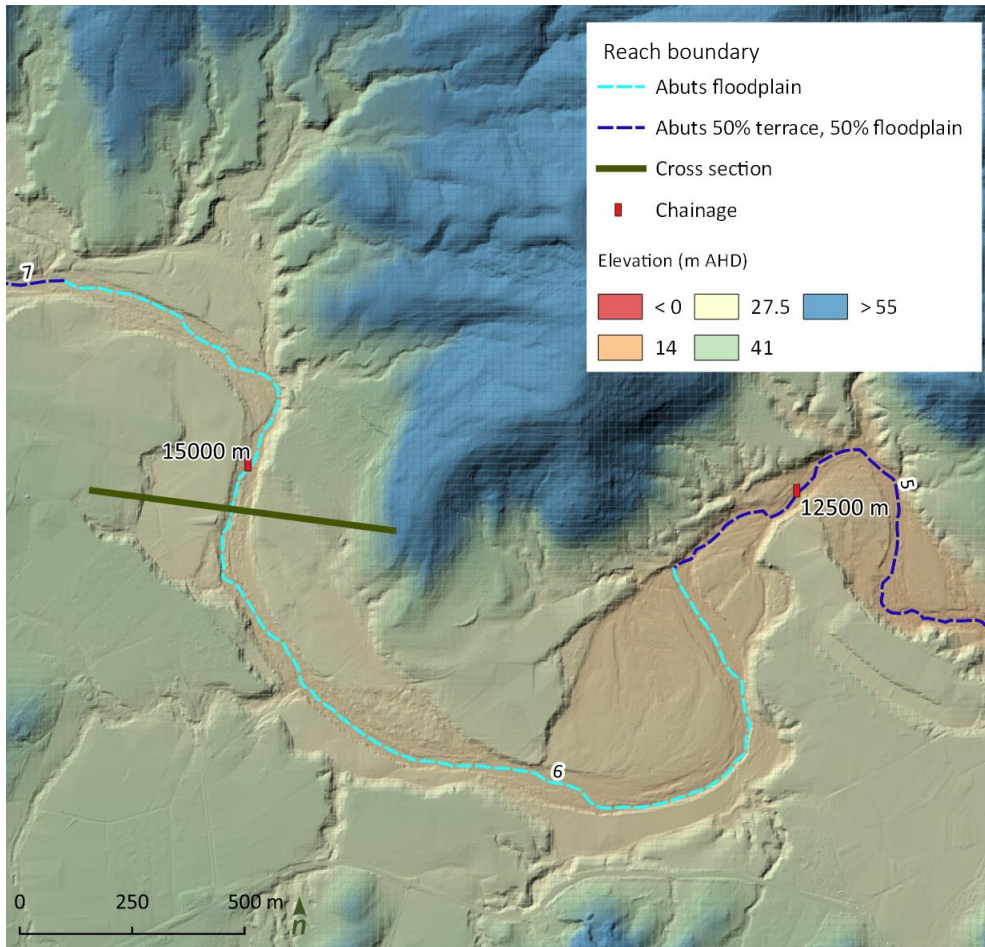 Reach boundary
Abuts floodplain
Abuts 50% terrace, 50% floodplain
Cross section
Chainage
Elevation (m AHD)
< 0 27.5 > 55
14 41
7
15000 m
5
12500 m
6
0 250 500 m
n